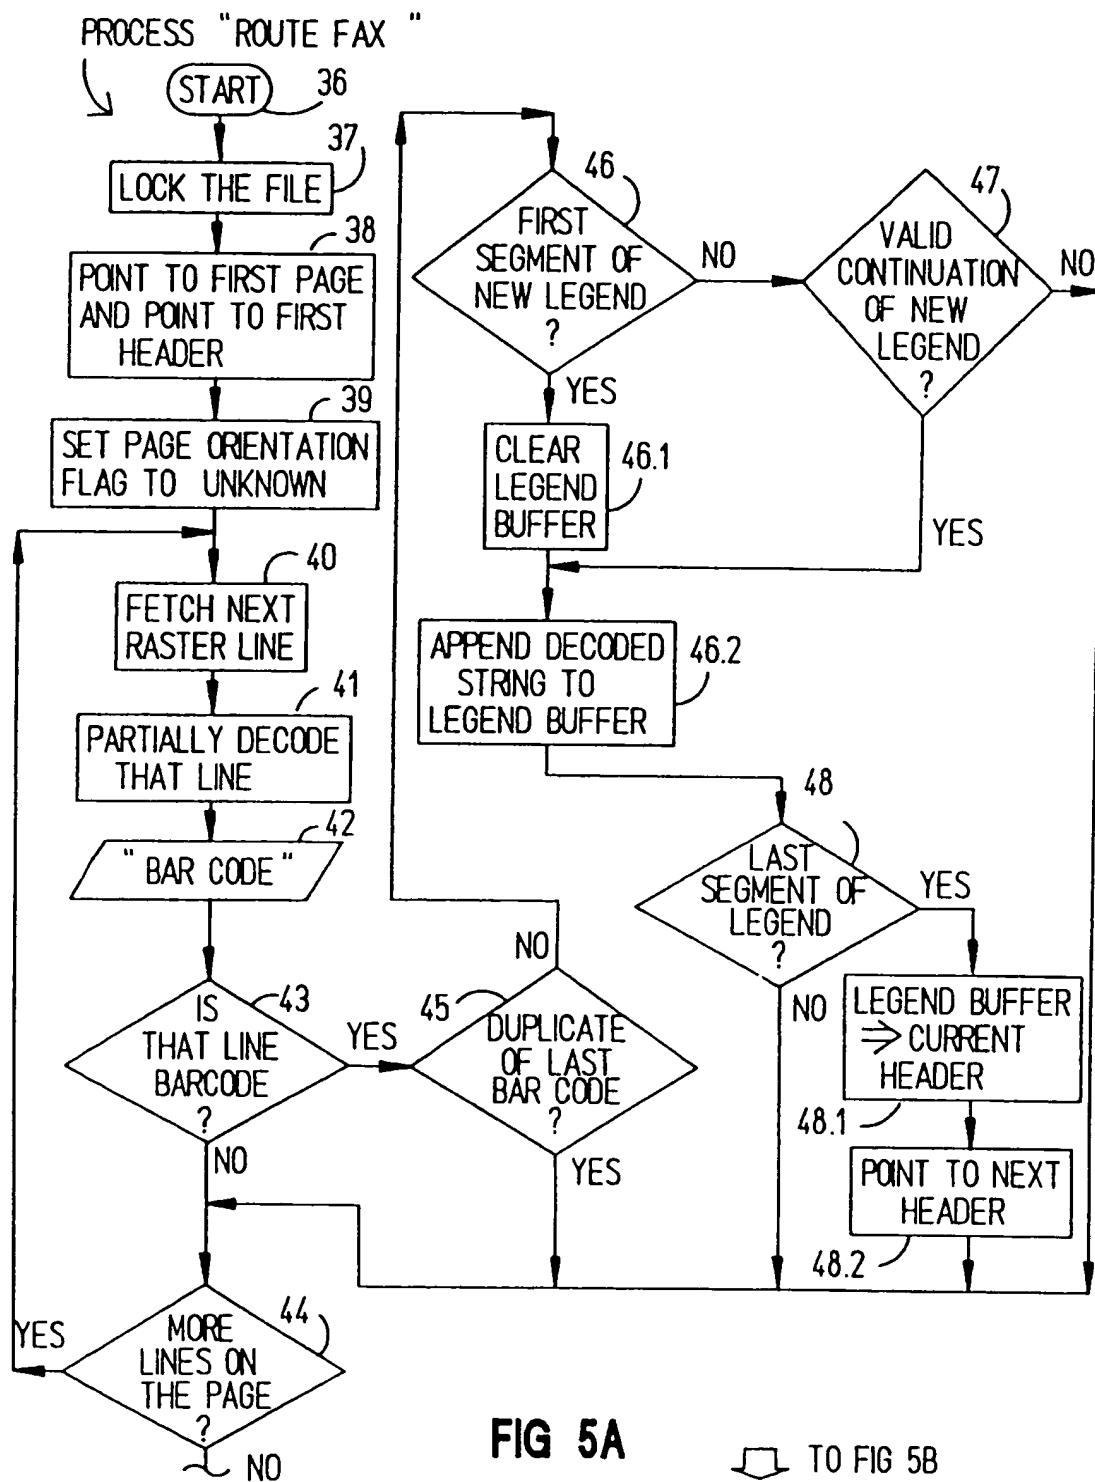 PROCESS "ROUTE FAX "
START
36
37
LOCK THE FILE
38
POINT TO FIRST PAGE
AND POINT TO FIRST
HEADER
39
SET PAGE ORIENTATION
FLAG TO UNKNOWN
40
FETCH NEXT
RASTER LINE
41
PARTIALLY DECODE
THAT LINE
42
"BAR CODE"
43
IS
THAT LINE
BARCODE
?
YES
NO
44
MORE
LINES ON
THE PAGE
?
YES
NO
45
DUPLICATE
OF LAST
BAR CODE
?
NO
YES
46
FIRST
SEGMENT OF
NEW LEGEND
?
NO
YES
47
VALID
CONTINUATION
OF NEW
LEGEND
?
NO
YES
CLEAR
LEGEND
BUFFER
46.1
APPEND DECODED
STRING TO
LEGEND BUFFER
46.2
48
LAST
SEGMENT OF
LEGEND
?
YES
NO
LEGEND BUFFER
⇒ CURRENT
HEADER
48.1
POINT TO NEXT
HEADER
48.2
FIG 5A
TO FIG 5B